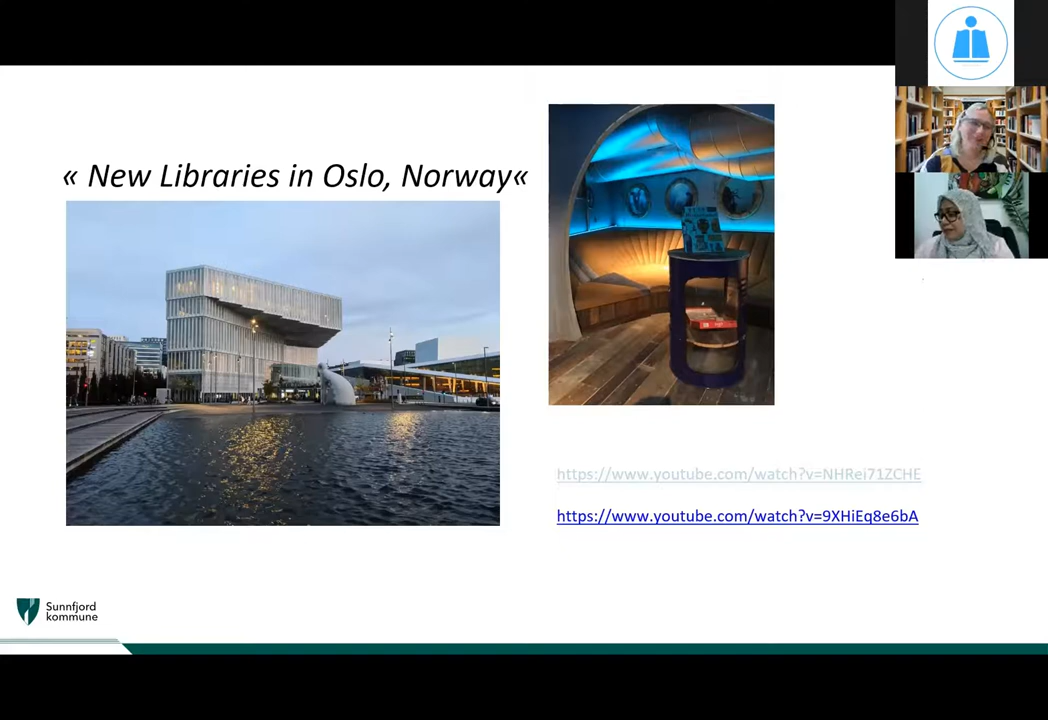 « New Libraries in Oslo, Norway«
https://www.youtube.com/watch?v=NHRei71ZCHE
https://www.youtube.com/watch?v=9XHiEq8e6bA
Sunnfjord
kommune